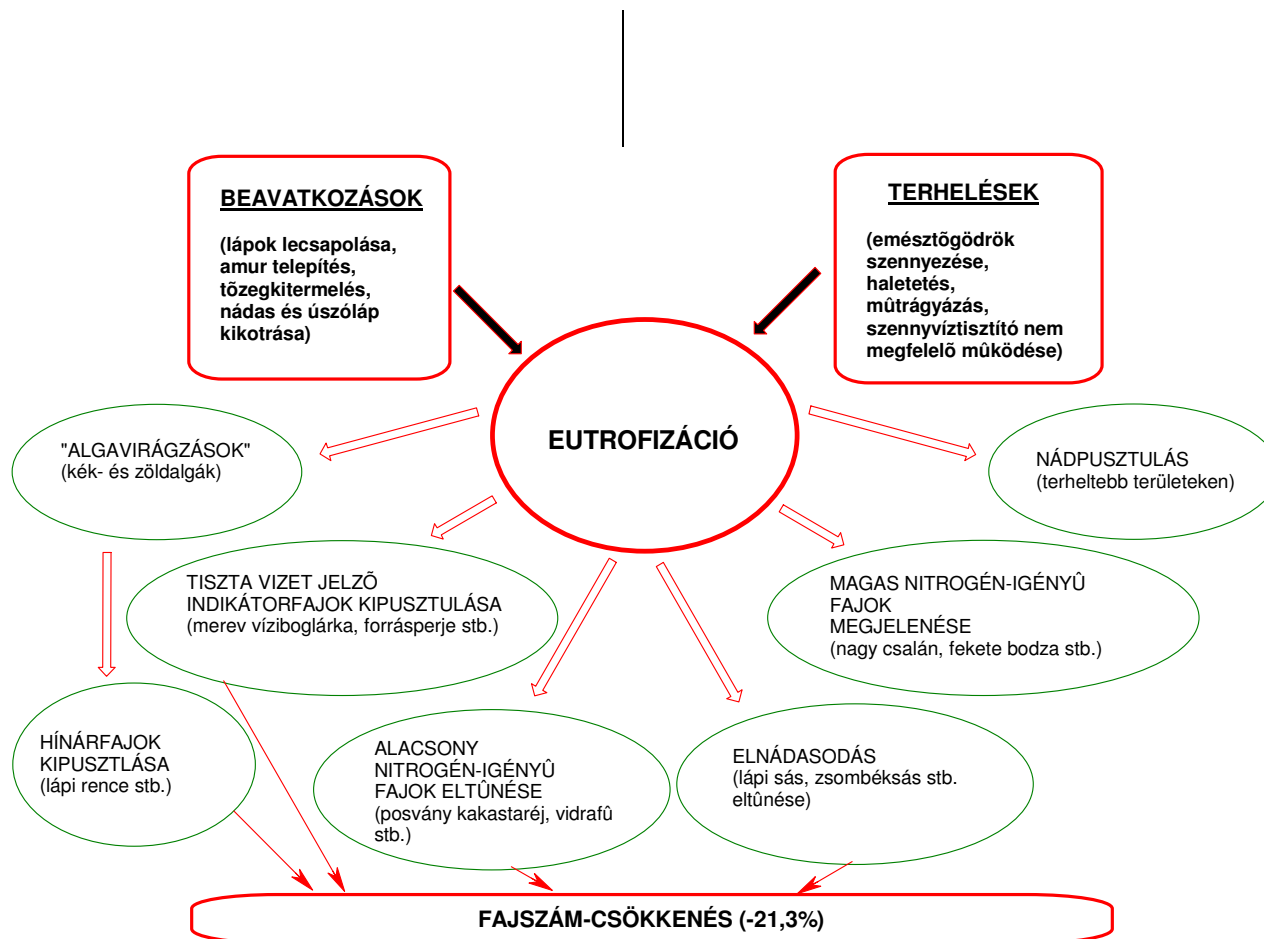 BEAVATKOZÁSOK
(lápok lecsapolása,
amur telepítés,
tõzegkitermelés,
nádas és úszóláp
kikotrása)
TERHELÉSEK
(emésztõgödrök
szennyezése,
haletetés,
mûtrágyázás,
szennyvíztisztító nem
megfelelõ mûködése)
EUTROFIZÁCIÓ
"ALGAVIRÁGZÁSOK"
(kék- és zöldalgák)
NÁDPUSZTULÁS
(terheltebb területeken)
TISZTA VIZET JELZÕ
INDIKÁTORFAJOK KIPUSZTULÁSA
(merev víziboglárka, forrásperje stb.)
MAGAS NITROGÉN-IGÉNYÛ
FAJOK
MEGJELENÉSE
(nagy csalán, fekete bodza stb.)
HÍNÁRFAJOK
KIPUSZTLÁSA
(lápi rence stb.)
ALACSONY
NITROGÉN-IGÉNYÛ
FAJOK ELTÛNÉSE
(posvány kakastaréj, vidrafû
stb.)
ELNÁDASODÁS
(lápi sás, zsombéksás stb.
eltûnése)
FAJSZÁM-CSÖKKENÉS (-21,3%)